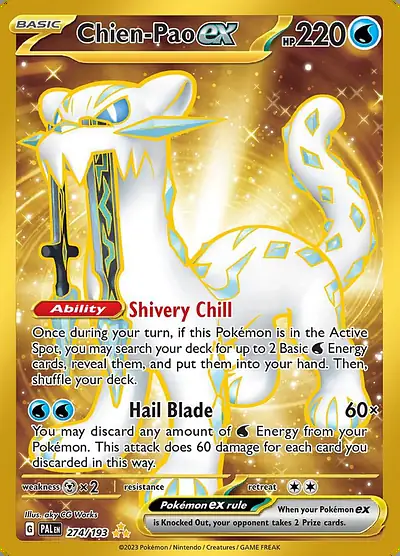 BASIC Chien-Pao ex HP 220
Ability Shivery Chill
Once during your turn, if this Pokémon is in the Active
Spot, you may search your deck for up to 2 Basic Energy
cards, reveal them, and put them into your hand. Then,
shuffle your deck.
Hail Blade 60×
You may discard any amount of Energy from your
Pokémon. This attack does 60 damage for each card you
discarded in this way.
weakness ×2 resistance retreat
Illus. aky CG Works
Pokémon ex rule When your Pokémon ex
is Knocked Out, your opponent takes 2 Prize cards.
G PAL EN 274/193
©2023 Pokémon / Nintendo / Creatures / GAME FREAK